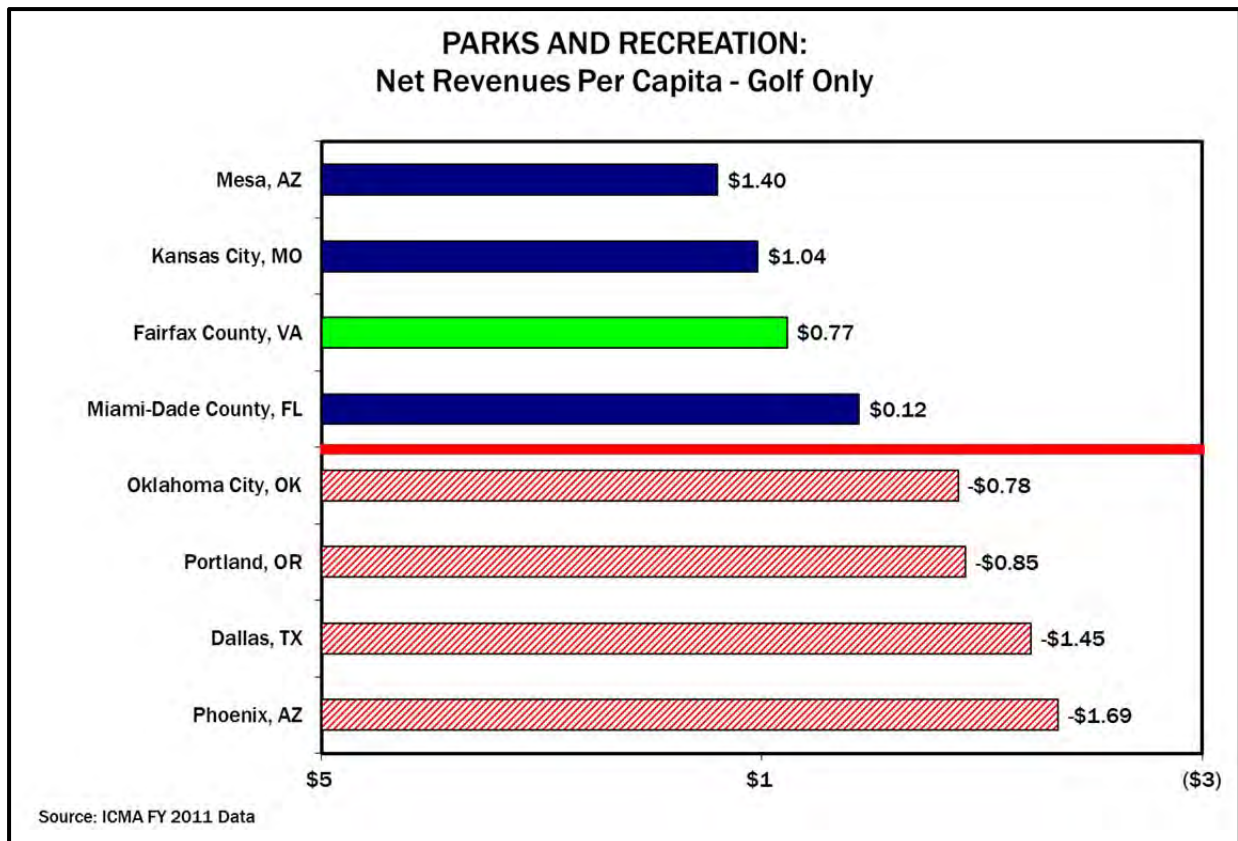 PARKS AND RECREATION:
Net Revenues Per Capita - Golf Only
Mesa, AZ
$1.40
Kansas City, MO
$1.04
Fairfax County, VA
$0.77
Miami-Dade County, FL
$0.12
Oklahoma City, OK
-$0.78
Portland, OR
-$0.85
Dallas, TX
-$1.45
Phoenix, AZ
-$1.69
$5
$1
($3)
Source: ICMA FY 2011 Data